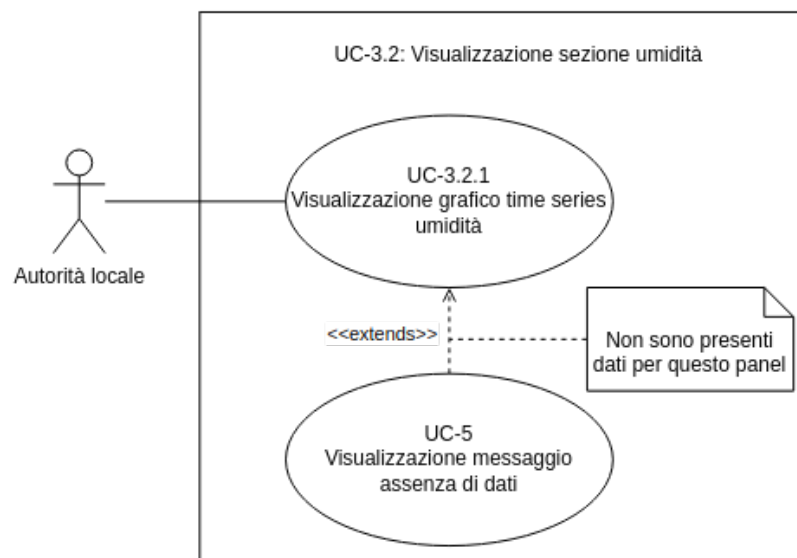 UC-3.2: Visualizzazione sezione umidità
UC-3.2.1
Visualizzazione grafico time series
umidità
Autorità locale
<<extends>>
Non sono presenti
dati per questo panel
UC-5
Visualizzazione messaggio
assenza di dati